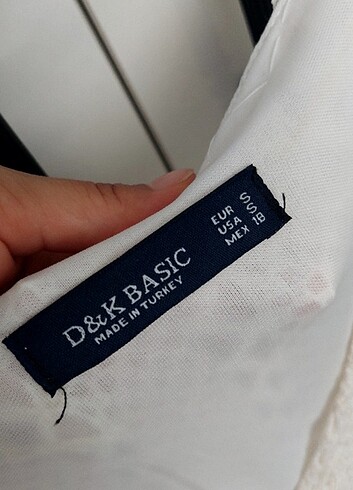 D&K BASIC
MADE IN TURKEY
EUR S
USA S
MEX 18